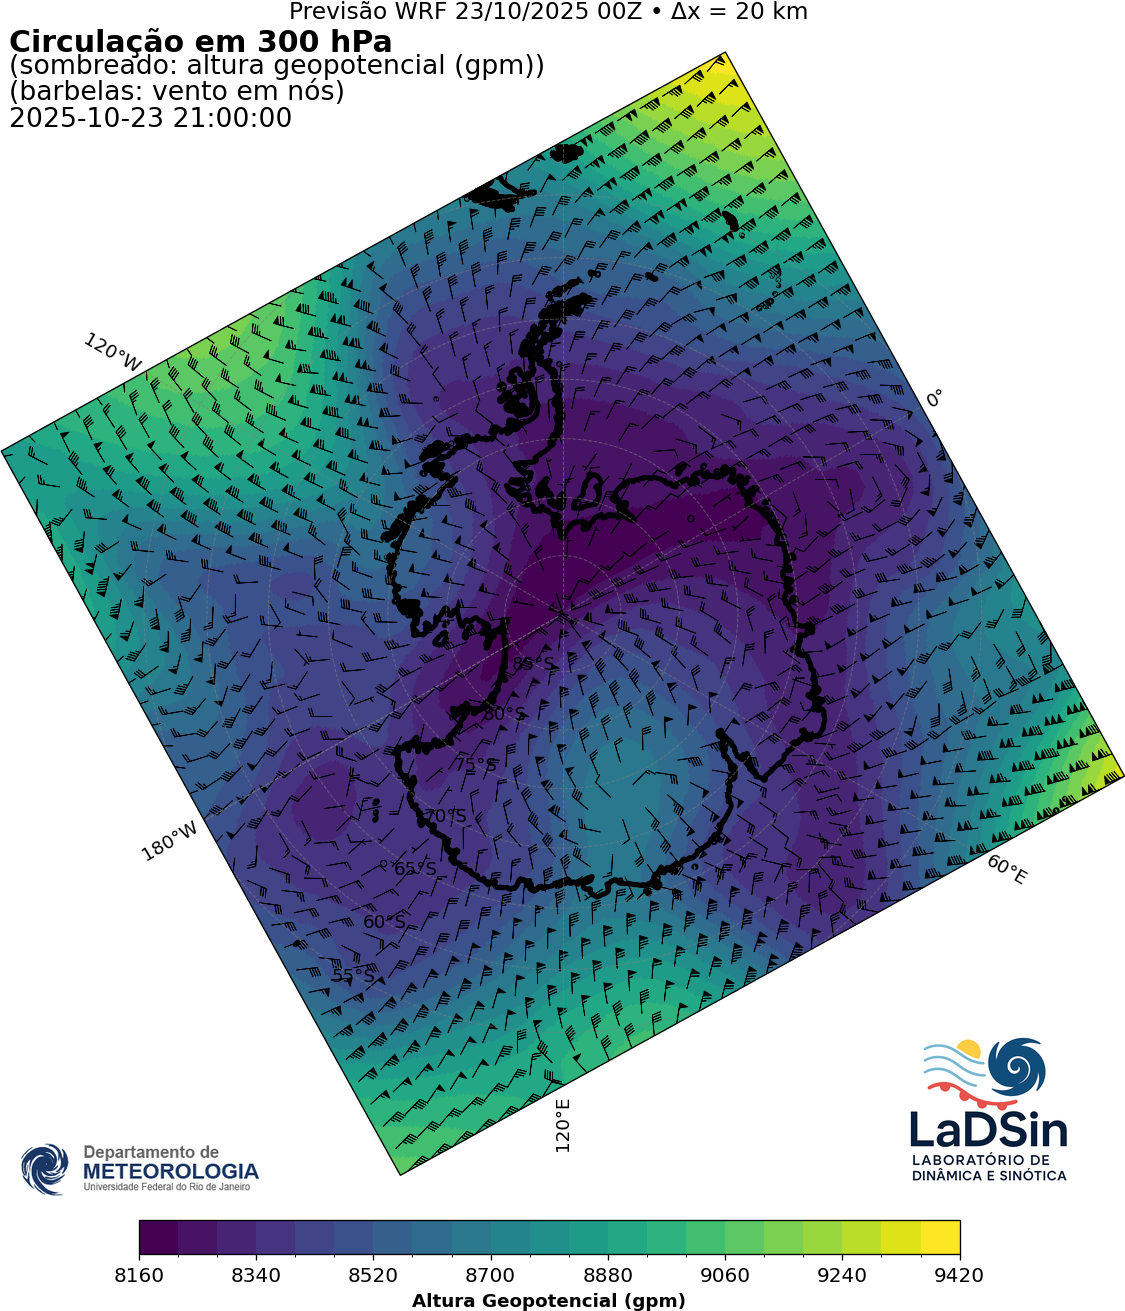 Previsão WRF 23/10/2025 00Z • Δx = 20 km
Circulação em 300 hPa
(sombreado: altura geopotencial (gpm))
(barbelas: vento em nós)
2025-10-23 21:00:00
120°W
0°
85°S
80°S
75°S
70°S
180°W
65°S
60°E
60°S
55°S
120°E
LaDSin
LABORATÓRIO DE
DINÂMICA E SINÓTICA
Departamento de
METEOROLOGIA
Universidade Federal do Rio de Janeiro
8160 8340 8520 8700 8880 9060 9240 9420
Altura Geopotencial (gpm)